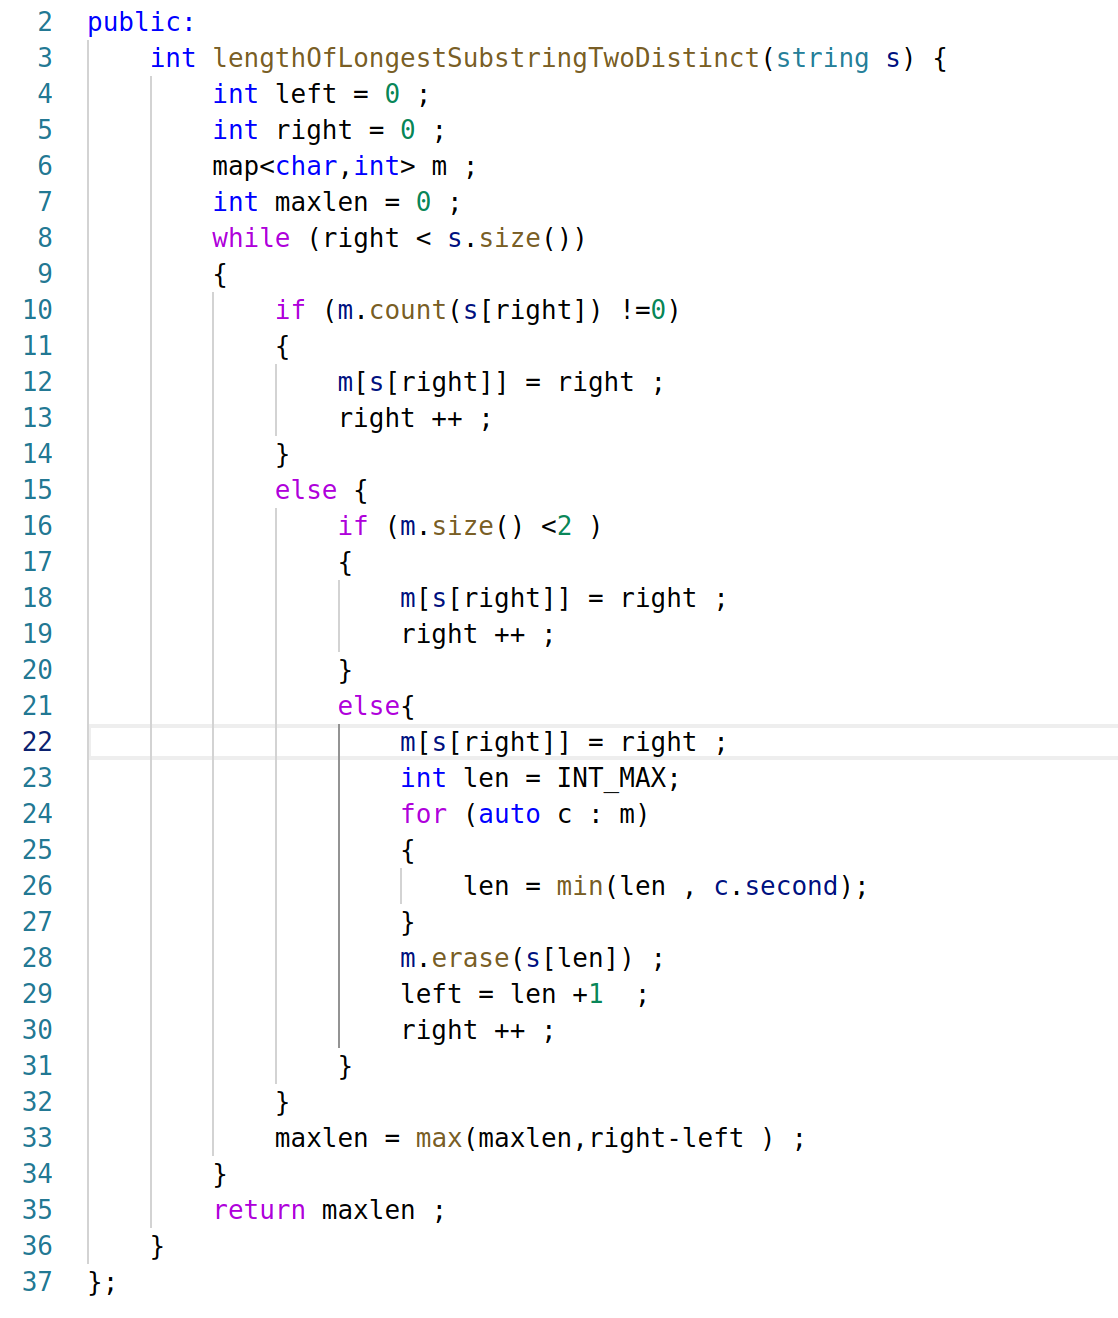 2 public:
3     int lengthOfLongestSubstringTwoDistinct(string s) {
4         int left = 0 ;
5         int right = 0 ;
6         map<char,int> m ;
7         int maxlen = 0 ;
8         while (right < s.size())
9         {
10             if (m.count(s[right]) !=0)
11             {
12                 m[s[right]] = right ;
13                 right ++ ;
14             }
15             else {
16                 if (m.size() <2 )
17                 {
18                     m[s[right]] = right ;
19                     right ++ ;
20                 }
21                 else{
22                     m[s[right]] = right ;
23                     int len = INT_MAX;
24                     for (auto c : m)
25                     {
26                         len = min(len , c.second);
27                     }
28                     m.erase(s[len]) ;
29                     left = len +1  ;
30                     right ++ ;
31                 }
32             }
33             maxlen = max(maxlen,right-left ) ;
34         }
35         return maxlen ;
36     }
37 };